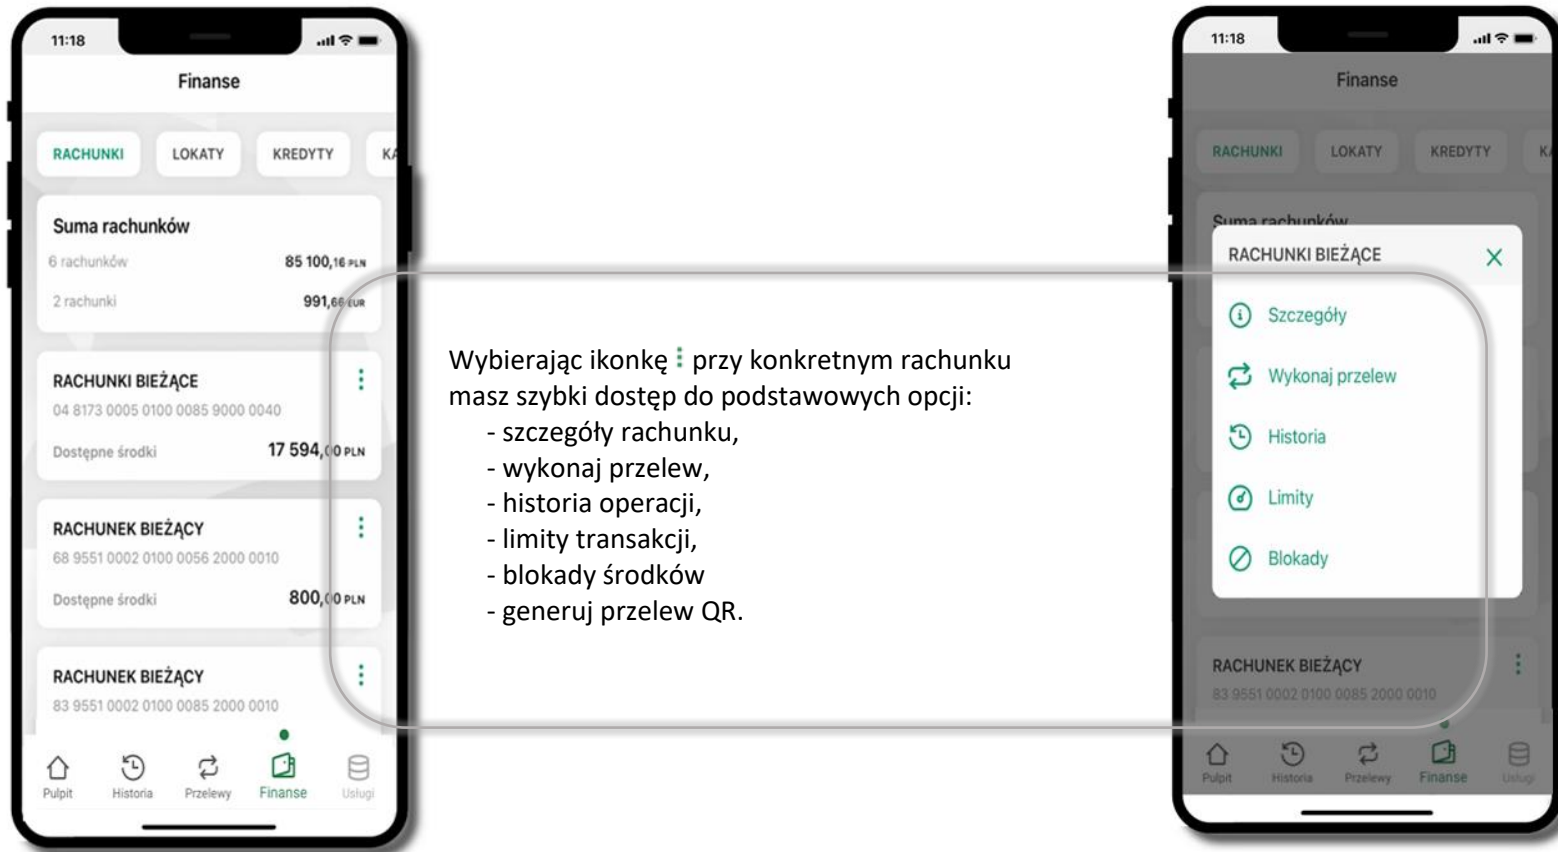 11:18
Finanse
RACHUNKI LOKATY KREDYTY KA
Suma rachunków
6 rachunków 85 100,16 PLN
2 rachunki 991,66 EUR
RACHUNKI BIEŻĄCE
04 8173 0005 0100 0085 9000 0040
Dostępne środki 17 594,00 PLN
RACHUNEK BIEŻĄCY
68 9551 0002 0100 0056 2000 0010
Dostępne środki 800,00 PLN
RACHUNEK BIEŻĄCY
83 9551 0002 0100 0085 2000 0010
Pulpit Historia Przelewy Finanse Usługi
Wybierając ikonkę przy konkretnym rachunku
masz szybki dostęp do podstawowych opcji:
- szczegóły rachunku,
- wykonaj przelew,
- historia operacji,
- limity transakcji,
- blokady środków
- generuj przelew QR.
11:18
Finanse
RACHUNKI LOKATY KREDYTY KA
Suma rachunków
RACHUNKI BIEŻĄCE
Szczegóły
Wykonaj przelew
Historia
Limity
Blokady
RACHUNEK BIEŻĄCY
83 9551 0002 0100 0085 2000 0010
Pulpit Historia Przelewy Finanse Usługi